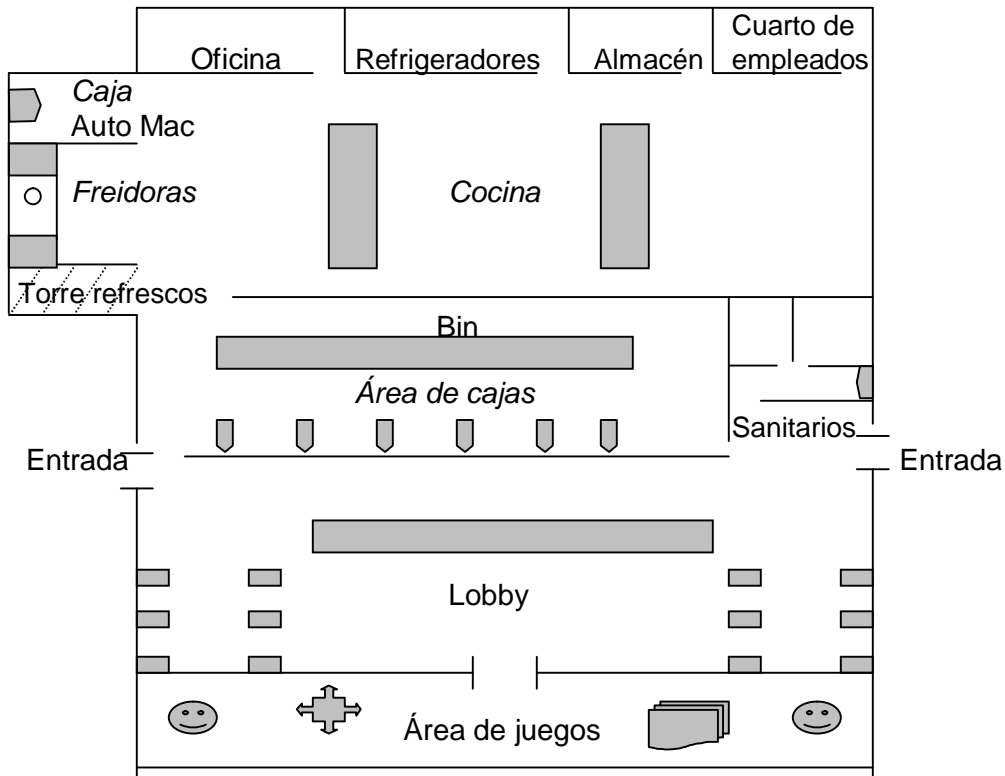 Cuarto de
empleados
Oficina
Refrigeradores
Almacén
Caja
Auto Mac
Freidoras
Cocina
Torre refrescos
Bin
Área de cajas
Sanitarios
Entrada
Entrada
Lobby
Área de juegos